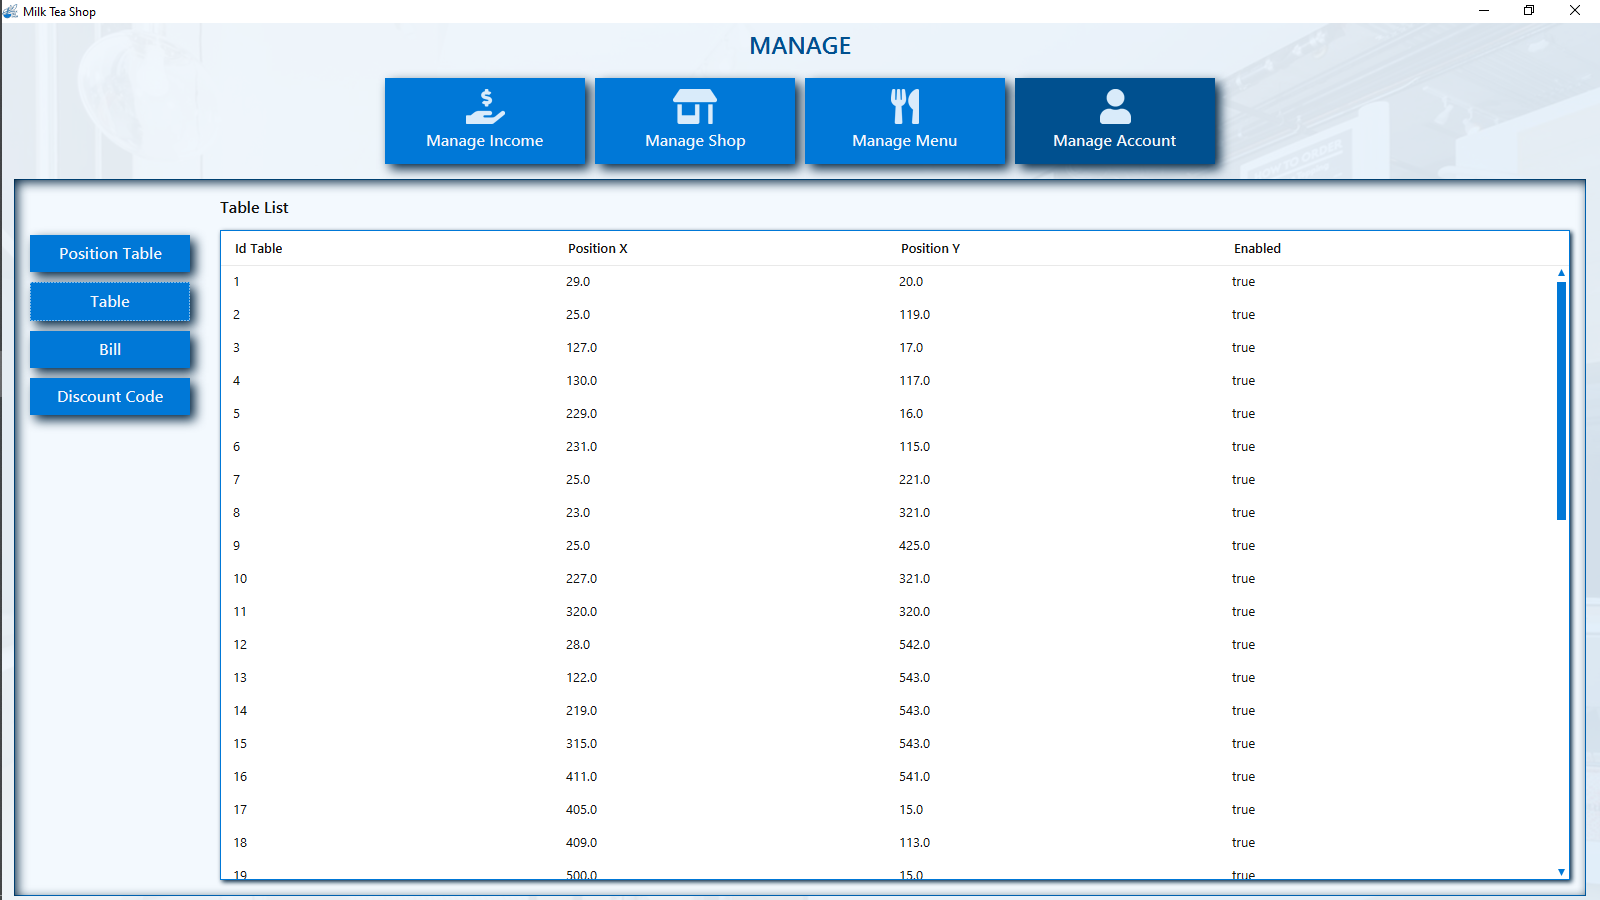 Milk Tea Shop
MANAGE
Manage Income
Manage Shop
Manage Menu
Manage Account
HOW TO ORDER
Table List
Position Table
Table
Bill
Discount Code
Id Table Position X Position Y Enabled
1 29.0 20.0 true
2 25.0 119.0 true
3 127.0 17.0 true
4 130.0 117.0 true
5 229.0 16.0 true
6 231.0 115.0 true
7 25.0 221.0 true
8 23.0 321.0 true
9 25.0 425.0 true
10 227.0 321.0 true
11 320.0 320.0 true
12 28.0 542.0 true
13 122.0 543.0 true
14 219.0 543.0 true
15 315.0 543.0 true
16 411.0 541.0 true
17 405.0 15.0 true
18 409.0 113.0 true
19 500.0 15.0 true